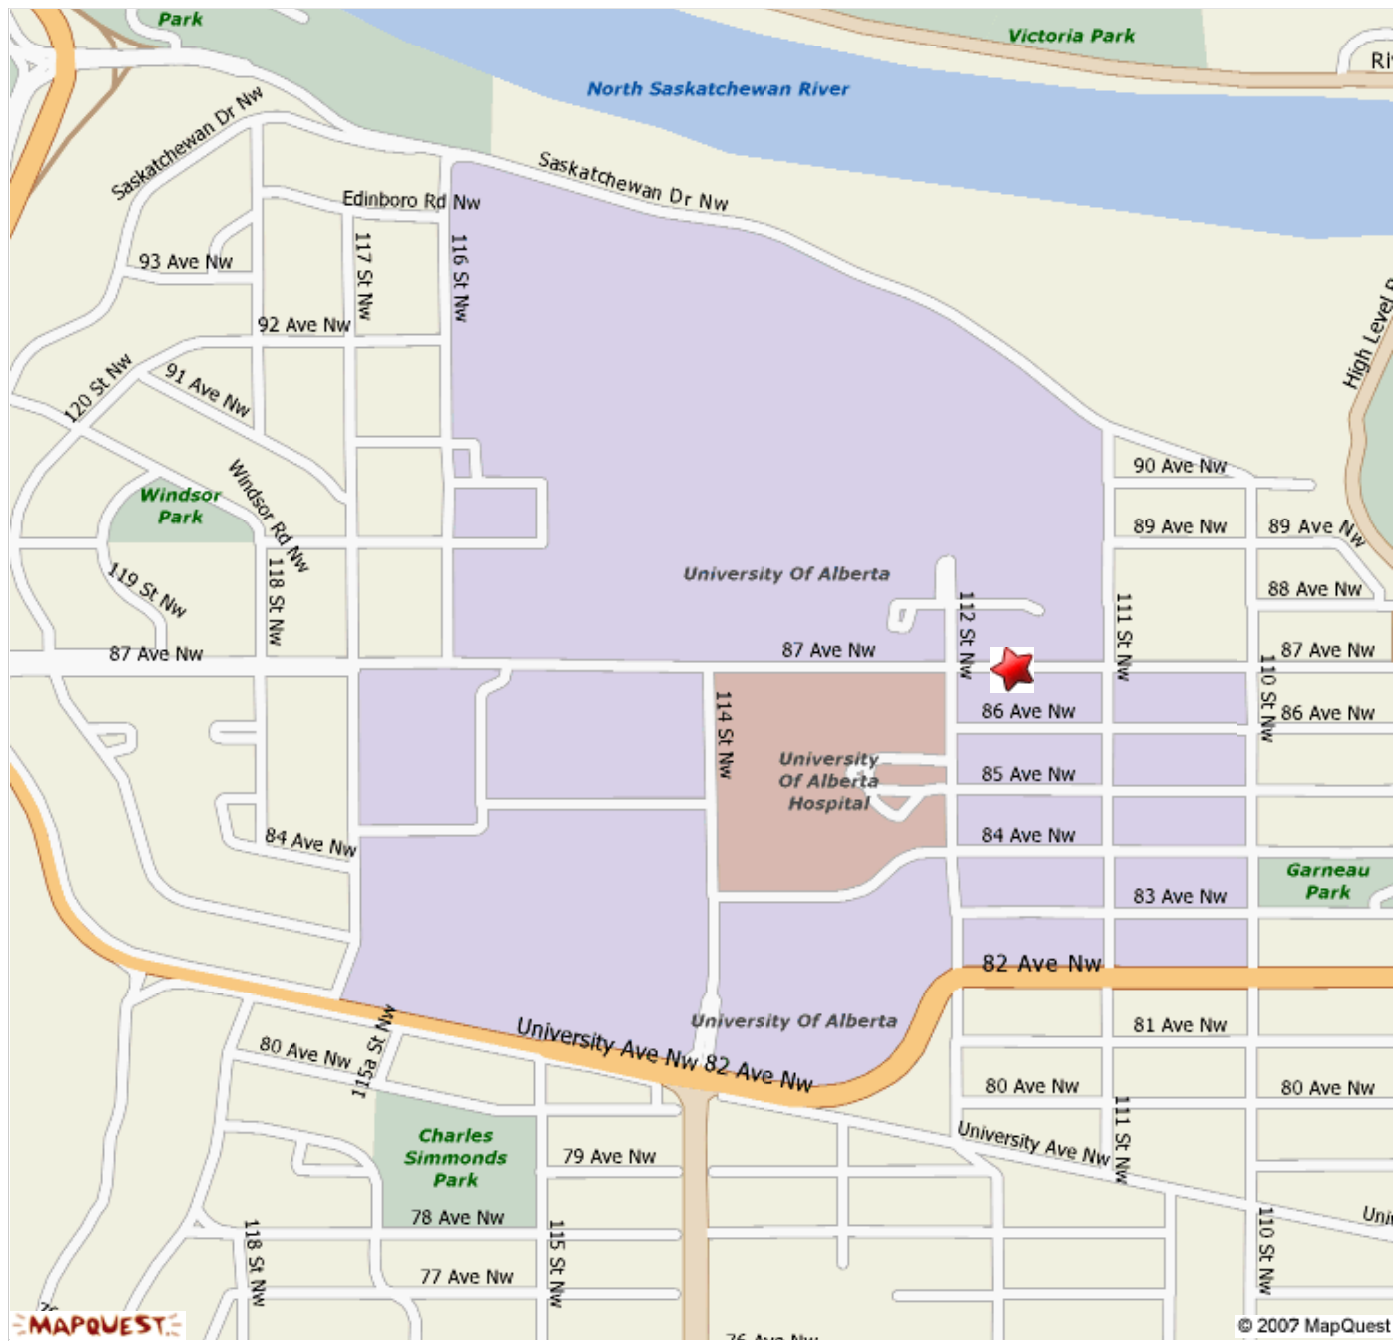 Park
Victoria Park
Ri
North Saskatchewan River
Saskatchewan Dr Nw
Saskatchewan Dr Nw
Edinboro Rd Nw
117 St Nw
116 St Nw
93 Ave Nw
High Level
92 Ave Nw
120 St Nw
91 Ave Nw
90 Ave Nw
Windsor
Park
Windsor Rd Nw
89 Ave Nw
89 Ave Nw
119 St Nw
118 St Nw
University Of Alberta
112 St Nw
111 St Nw
88 Ave Nw
87 Ave Nw
87 Ave Nw
87 Ave Nw
110 St Nw
114 St Nw
86 Ave Nw
86 Ave Nw
University
Of Alberta
Hospital
85 Ave Nw
84 Ave Nw
84 Ave Nw
Garneau
Park
83 Ave Nw
82 Ave Nw
University Of Alberta
81 Ave Nw
University Ave Nw 82 Ave Nw
115a St Nw
80 Ave Nw
80 Ave Nw
80 Ave Nw
111 St Nw
University Ave Nw
Charles
Simmonds
Park
79 Ave Nw
78 Ave Nw
118 St Nw
115 St Nw
110 St Nw
Uni
77 Ave Nw
76 Ave Nw
MAPQUEST
© 2007 MapQuest